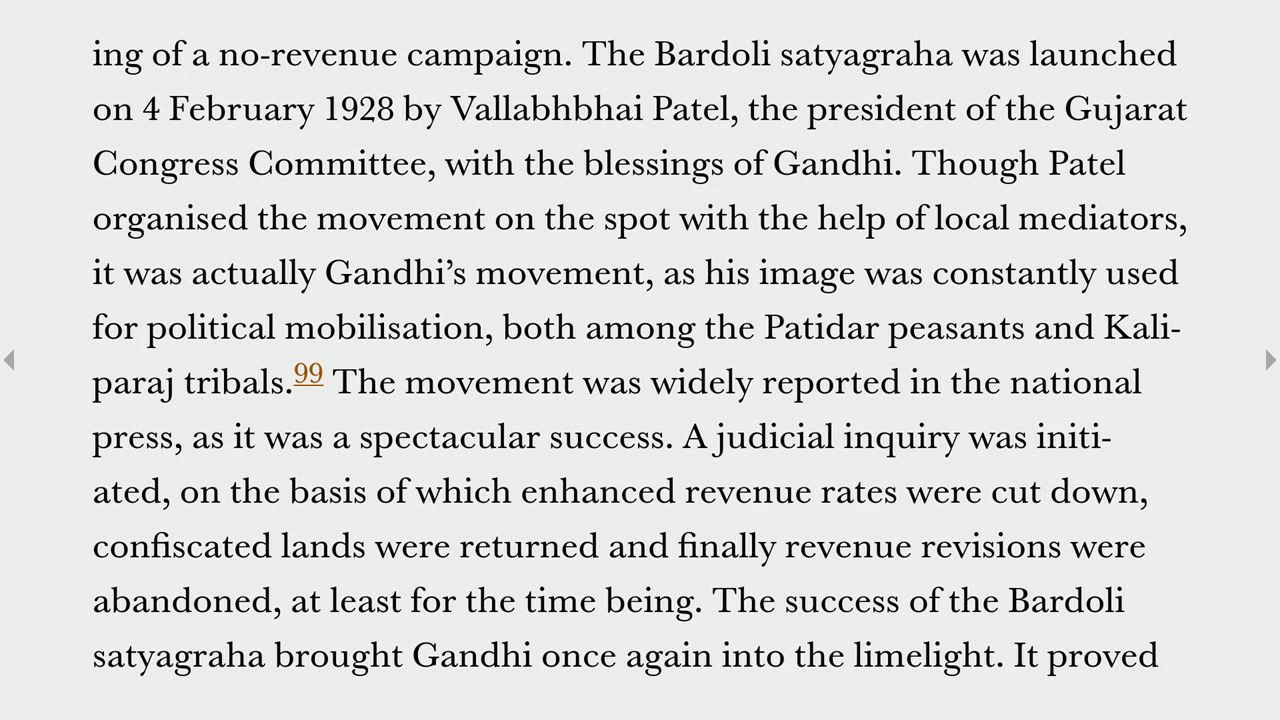 ing of a no-revenue campaign. The Bardoli satyagraha was launched
on 4 February 1928 by Vallabhbhai Patel, the president of the Gujarat
Congress Committee, with the blessings of Gandhi. Though Patel
organised the movement on the spot with the help of local mediators,
it was actually Gandhi’s movement, as his image was constantly used
for political mobilisation, both among the Patidar peasants and Kali-
paraj tribals.99 The movement was widely reported in the national
press, as it was a spectacular success. A judicial inquiry was initi-
ated, on the basis of which enhanced revenue rates were cut down,
confiscated lands were returned and finally revenue revisions were
abandoned, at least for the time being. The success of the Bardoli
satyagraha brought Gandhi once again into the limelight. It proved